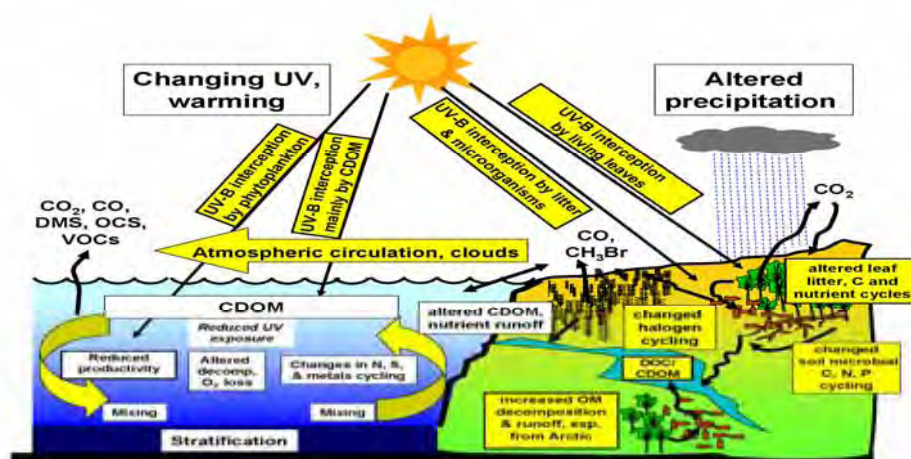 Changing UV,
warming
Altered
precipitation
UV-B interception
by phytoplankton
UV-B interception
mainly by CDOM
UV-B interception by litter
& microorganisms
UV-B interception
by living leaves
CO₂, CO,
DMS, OCS,
VOCs
Atmospheric circulation, clouds
CO,
CH₃Br
CO₂
CDOM
Reduced UV
exposure
altered CDOM,
nutrient runoff
changed
halogen
cycling
altered leaf
litter, C and
nutrient cycles
Reduced
productivity
Altered
decomp,
O₂ loss
Changes in N, S,
& metals cycling
DOC/
CDOM
changed
soil microbial
C, N, P
cycling
Mixing
Mixing
increased OM
decomposition
& runoff, esp.
from Arctic
Stratification